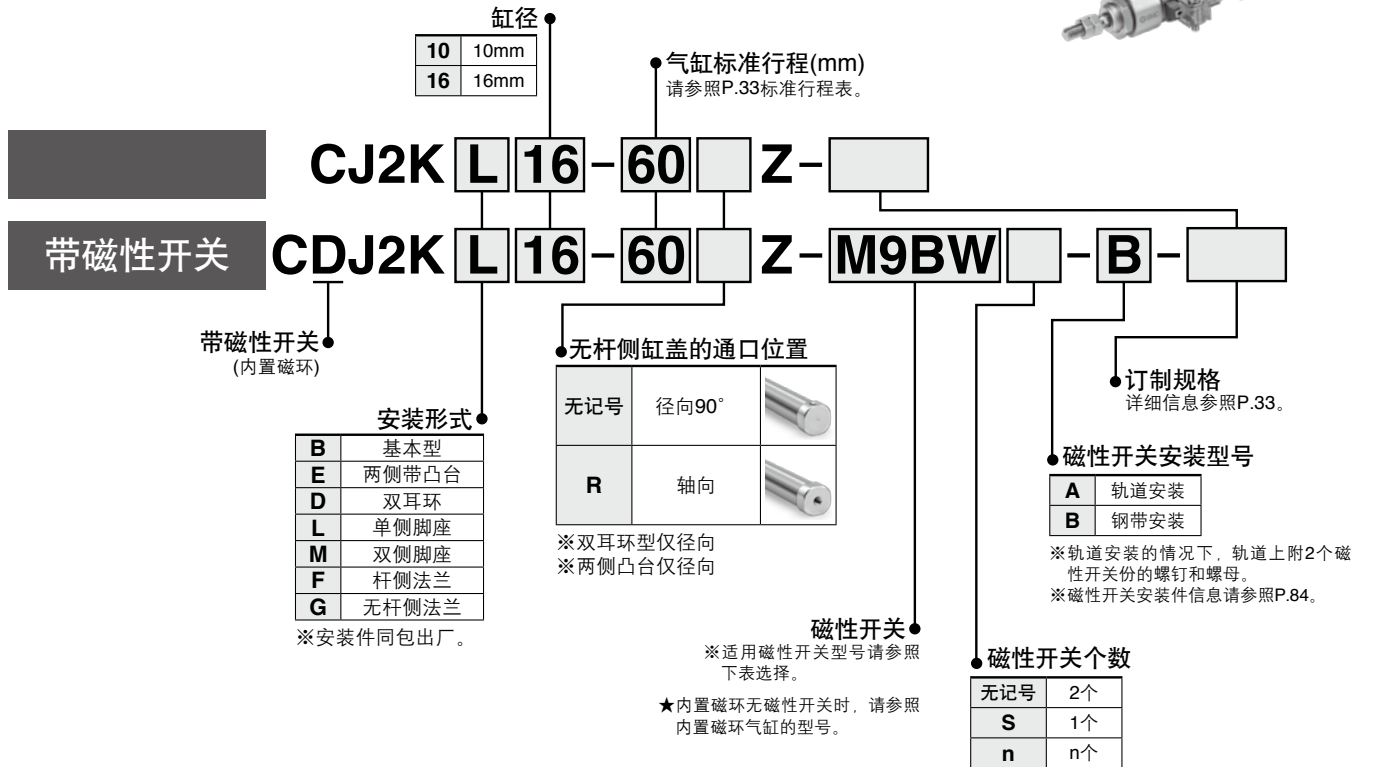 缸径
10 10mm
16 16mm
气缸标准行程(mm)
请参照P.33标准行程表。
CJ2K L 16-60 Z-
带磁性开关 CDJ2K L 16-60 Z-M9BW -B-
带磁性开关
(内置磁环)
安装形式
B 基本型
E 两侧带凸台
D 双耳环
L 单侧脚座
M 双侧脚座
F 杆侧法兰
G 无杆侧法兰
※安装件同包出厂。
无杆侧缸盖的通口位置
无记号 径向90°
R 轴向
※双耳环型仅径向
※两侧凸台仅径向
磁性开关
※适用磁性开关型号请参照
下表选择。
★内置磁环无磁性开关时，请参照
内置磁环气缸的型号。
订制规格
详细信息参照P.33。
磁性开关安装型号
A 轨道安装
B 钢带安装
※轨道安装的情况下，轨道上附2个磁
性开关份的螺钉和螺母。
※磁性开关安装件信息请参照P.84。
磁性开关个数
无记号 2个
S 1个
n n个